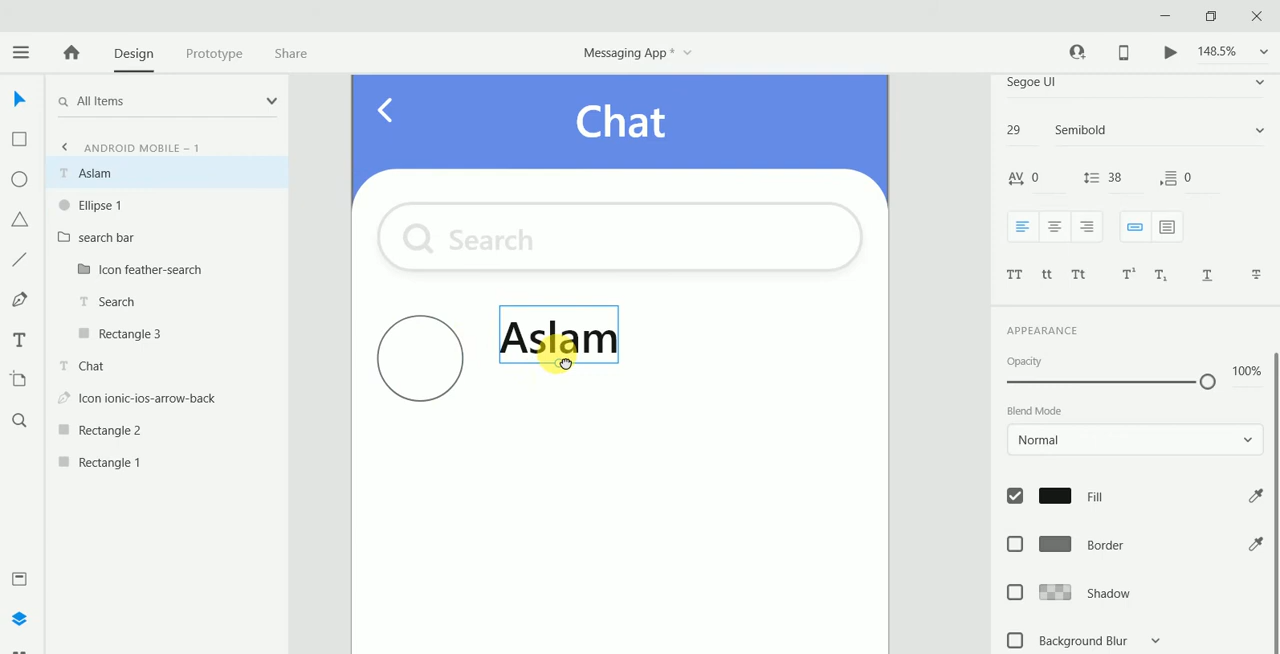 Design Prototype Share Messaging App * 148.5%
All Items
ANDROID MOBILE – 1
Aslam
Ellipse 1
search bar
Icon feather-search
Search
Rectangle 3
Chat
Icon ionic-ios-arrow-back
Rectangle 2
Rectangle 1
Chat
Search
Aslam
Segoe UI
29 Semibold
AV 0 38 0
TT tt Tt T¹ T₁ T T
APPEARANCE
Opacity
100%
Blend Mode
Normal
Fill
Border
Shadow
Background Blur